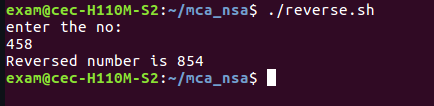 exam@cec-H110M-S2:~/mca_nsa$ ./reverse.sh
enter the no:
458
Reversed number is 854
exam@cec-H110M-S2:~/mca_nsa$